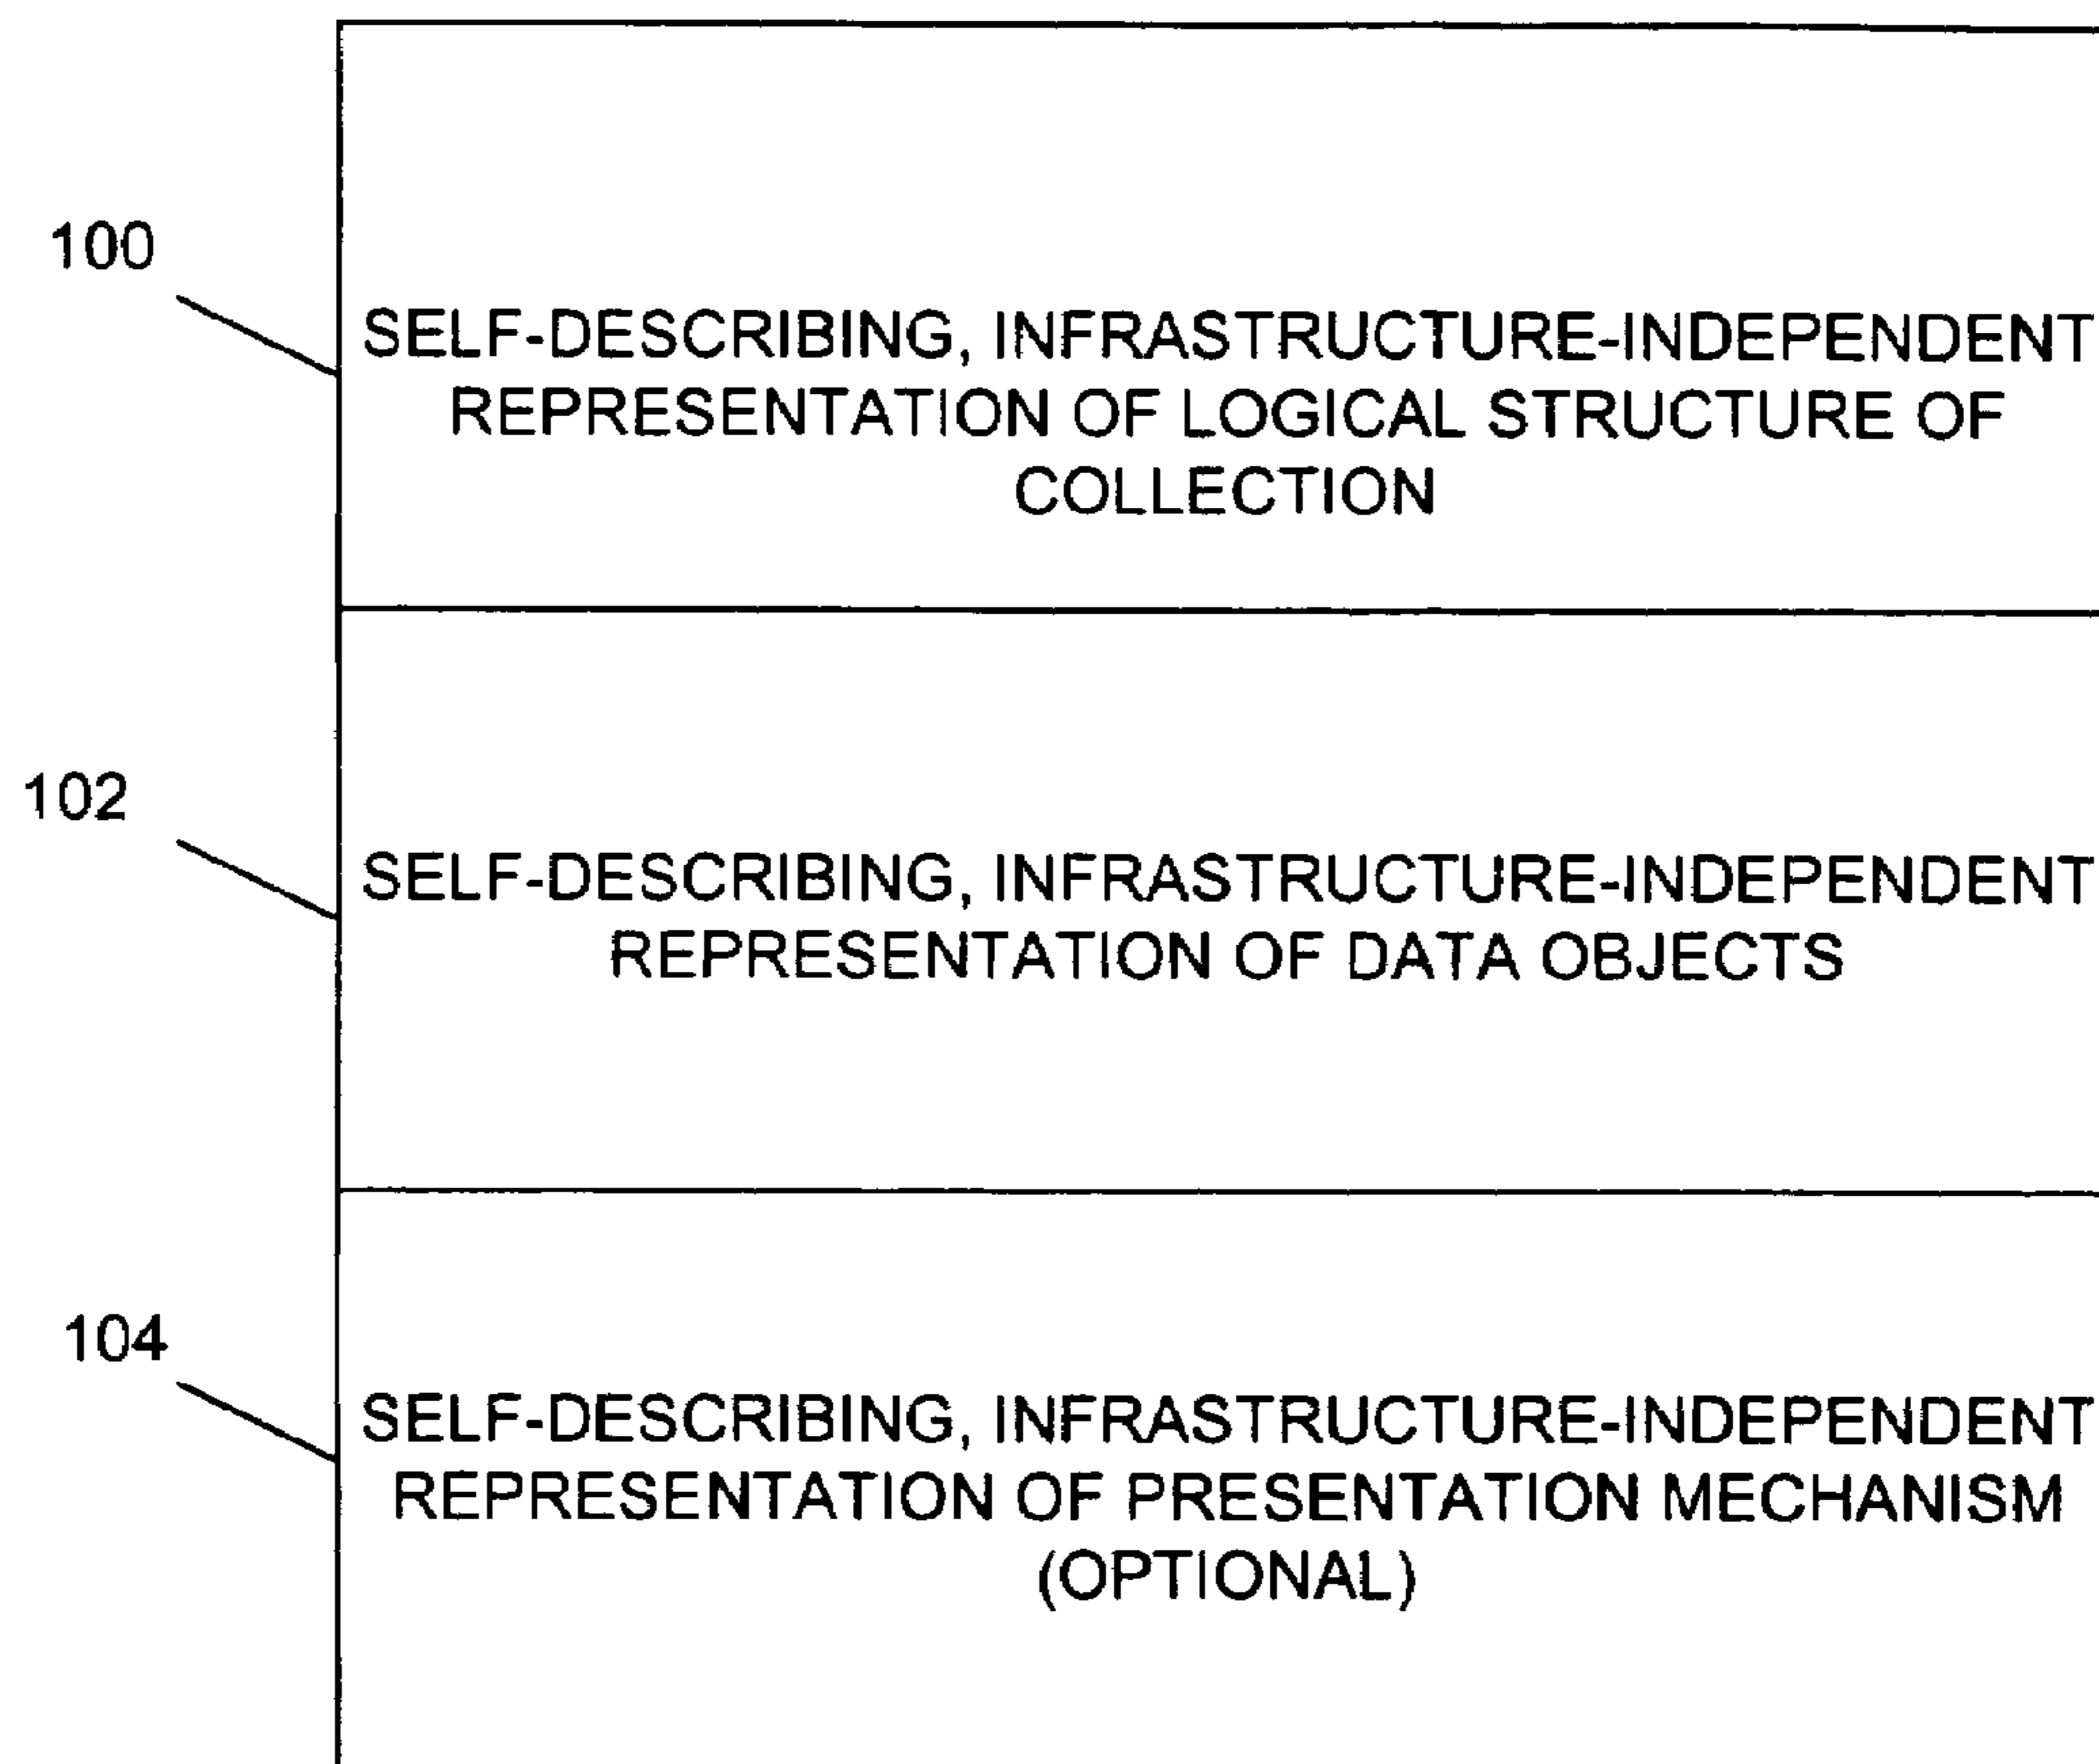 100
SELF-DESCRIBING, INFRASTRUCTURE-INDEPENDENT
REPRESENTATION OF LOGICAL STRUCTURE OF
COLLECTION
102
SELF-DESCRIBING, INFRASTRUCTURE-INDEPENDENT
REPRESENTATION OF DATA OBJECTS
104
SELF-DESCRIBING, INFRASTRUCTURE-INDEPENDENT
REPRESENTATION OF PRESENTATION MECHANISM
(OPTIONAL)